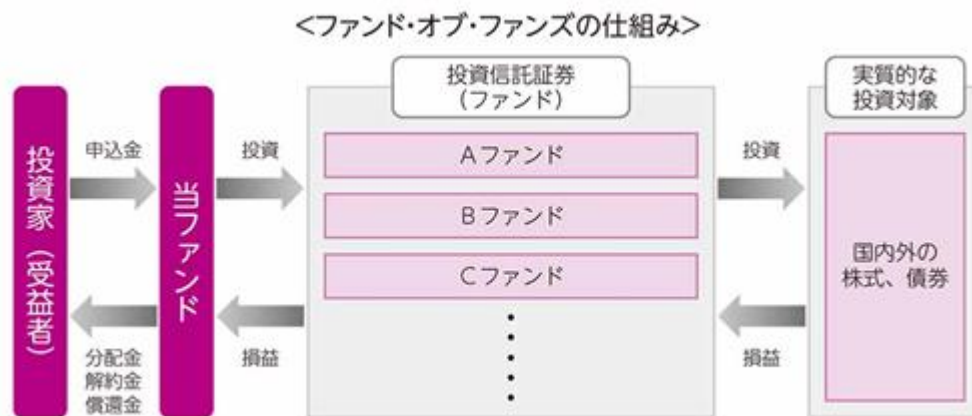 <ファンド・オブ・ファンズの仕組み>
投資信託証券
(ファンド)
実質的な
投資対象
投資家(受益者)
申込金
当ファンド
投資
Aファンド
Bファンド
Cファンド
投資
国内外の
株式、債券
分配金
解約金
償還金
損益
損益